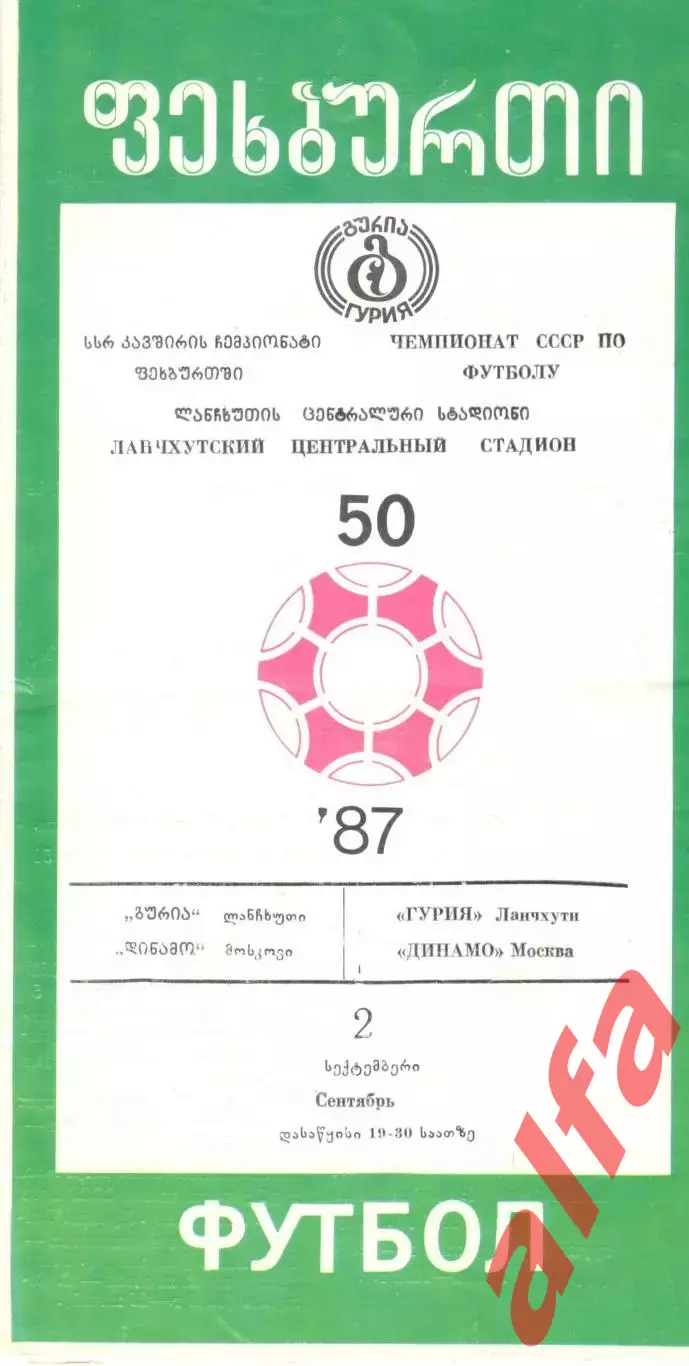 ფეხბურთი
გურია
ГУРИЯ
სსრ კავშირის ჩემპიონატი ЧЕМПИОНАТ СССР ПО
ფეხბურთში ФУТБОЛУ
ლანჩხუთის ცენტრალური სტადიონი
ЛАНЧХУТСКИЙ ЦЕНТРАЛЬНЫЙ СТАДИОН
50
'87
„გურია“ ლანჩხუთი «ГУРИЯ» Ланчхути
„დინამო“ მოსკოვი «ДИНАМО» Москва
2
სექტემბერი
Сентябрь
დასაწყისი 19-30 საათზე
ФУТБОЛ
alfa